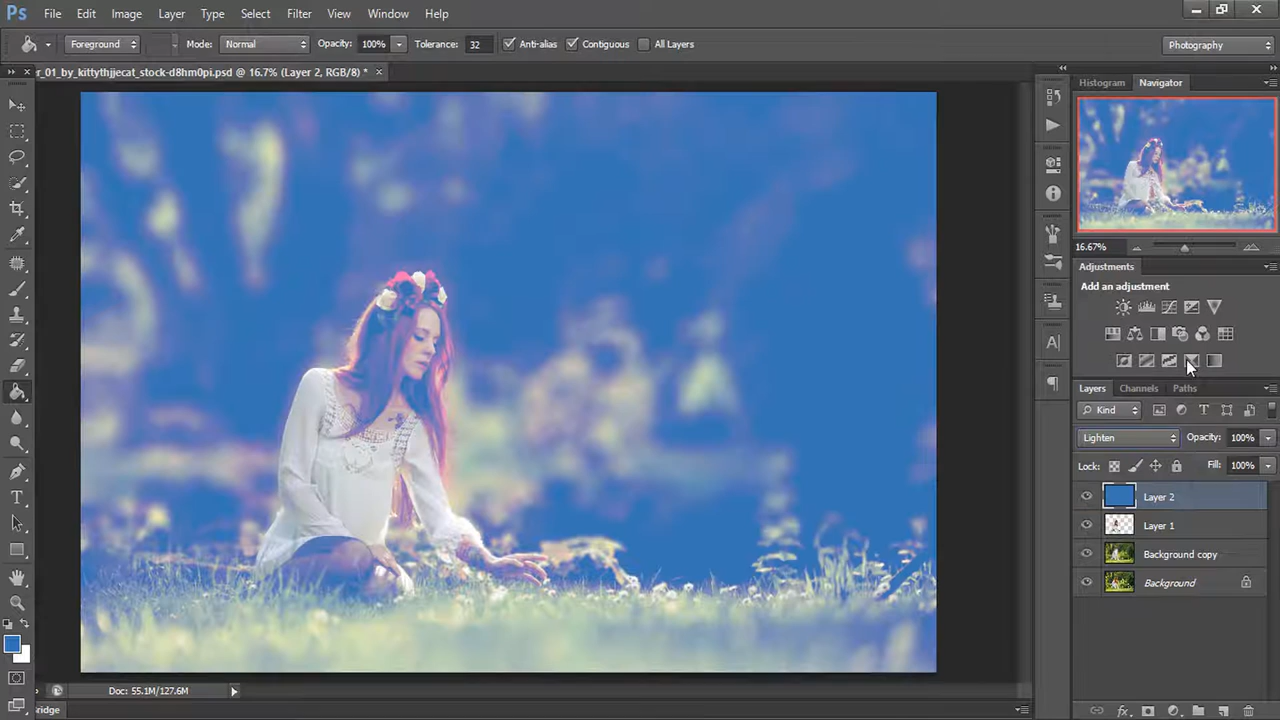 Ps File Edit Image Layer Type Select Filter View Window Help
Foreground Mode: Normal Opacity: 100% Tolerance: 32 Anti-alias Contiguous All Layers Photography
r_01_by_kittythjjecat_stock-d8hm0pi.psd @ 16.7% (Layer 2, RGB/8) * ×
Histogram Navigator
16.67%
Adjustments
Add an adjustment
Layers Channels Paths
Kind
Lighten Opacity: 100%
Lock: Fill: 100%
Layer 2
Layer 1
Background copy
Background
Doc: 55.1M/127.6M
ridge